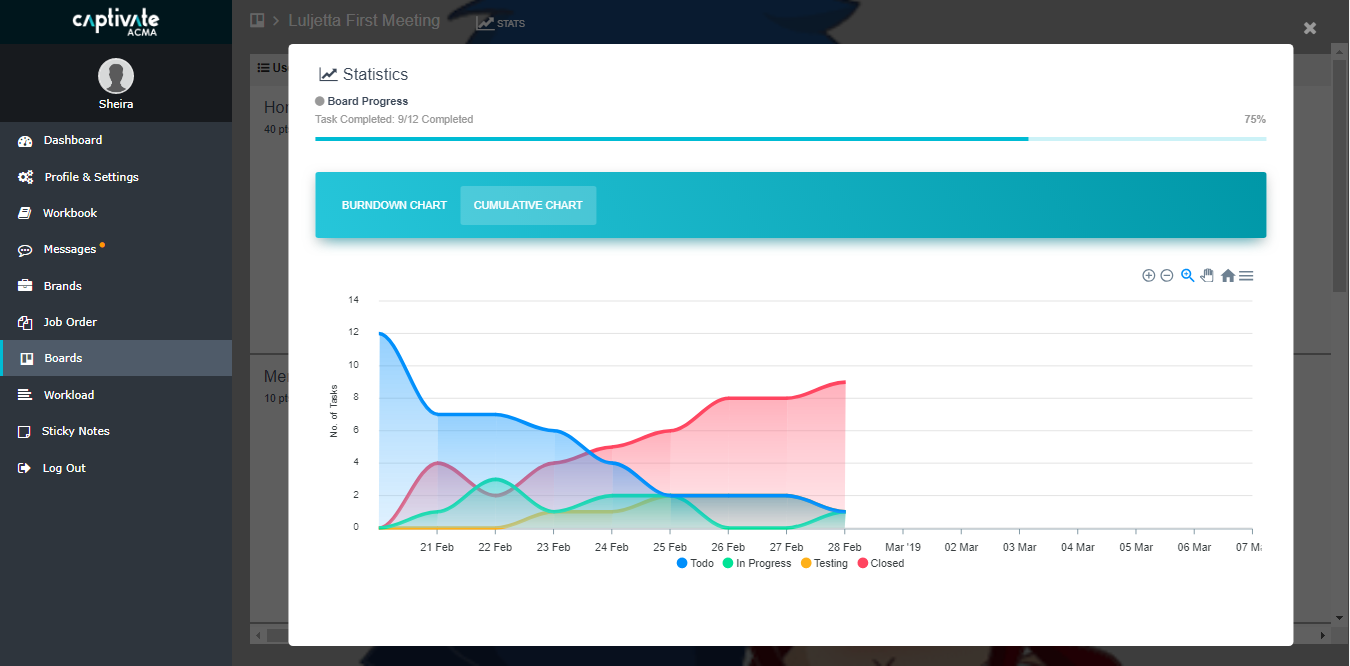 captivate
ACMA
Sheira
Dashboard
Profile & Settings
Workbook
Messages
Brands
Job Order
Boards
Workload
Sticky Notes
Log Out
Luljetta First Meeting
STATS
40 pt
10 pt
Statistics
Board Progress
Task Completed: 9/12 Completed 75%
BURNDOWN CHART CUMULATIVE CHART
No. of Tasks
14
12
10
8
6
4
2
0
21 Feb 22 Feb 23 Feb 24 Feb 25 Feb 26 Feb 27 Feb 28 Feb Mar '19 02 Mar 03 Mar 04 Mar 05 Mar 06 Mar 07
Todo In Progress Testing Closed